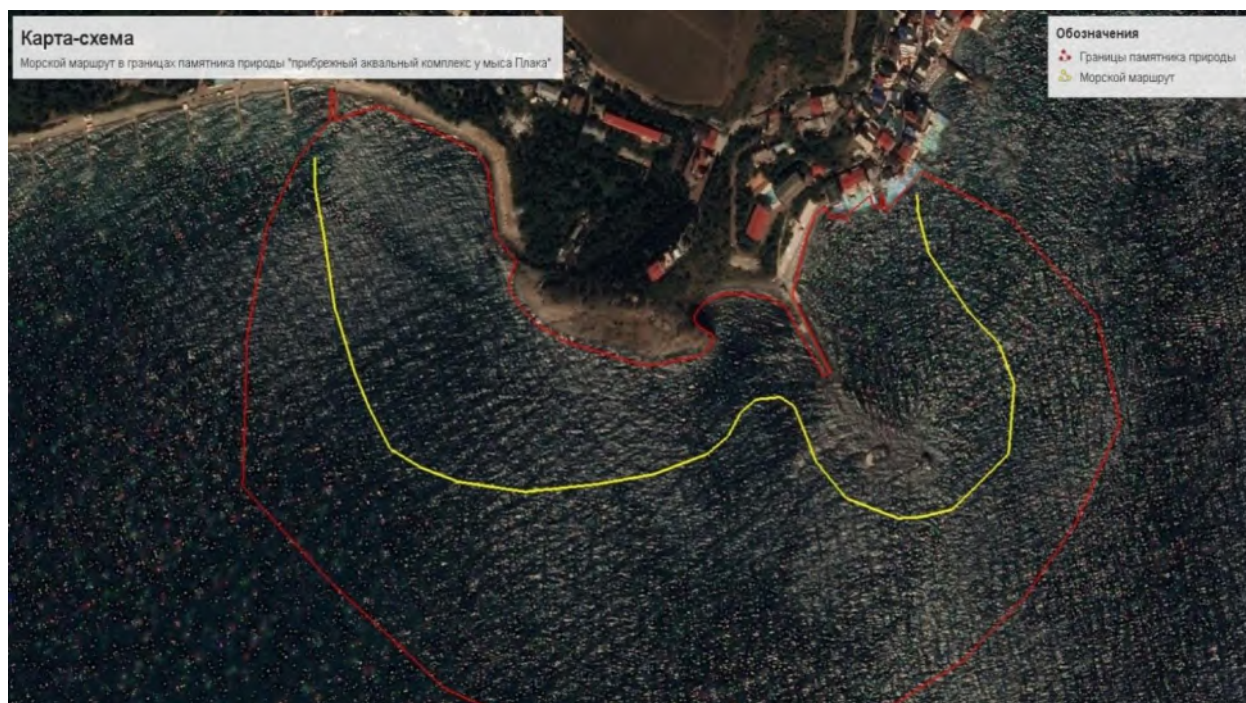 Карта-схема
Морской маршрут в границах памятника природы "прибрежный аквальный комплекс у мыса Плака"
Обозначения
Границы памятника природы
Морской маршрут